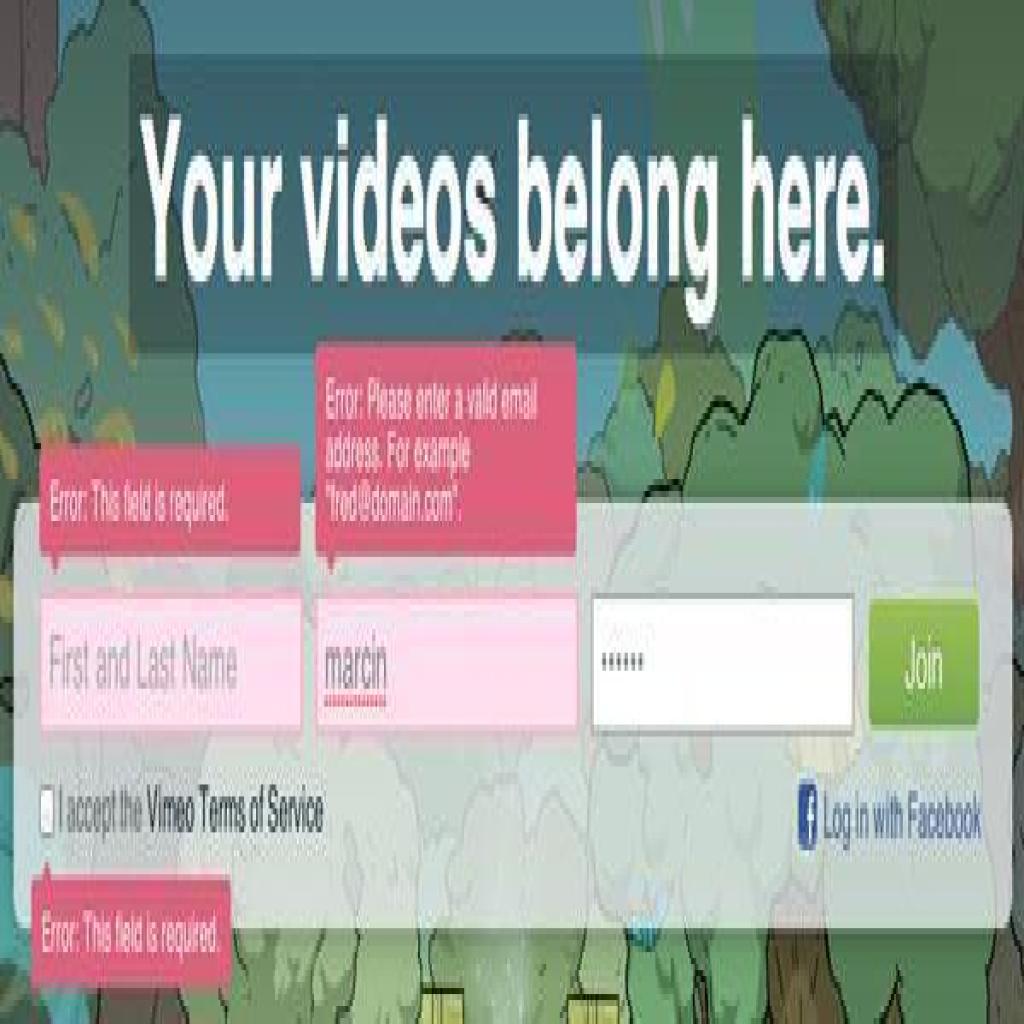 Your videos belong here.
Error: Please enter a valid email
address. For example
"fred@domain.com".
Error: This field is required.
First and Last Name
marcin
••••••
Join
I accept the Vimeo Terms of Service
f Log in with Facebook
Error: This field is required.